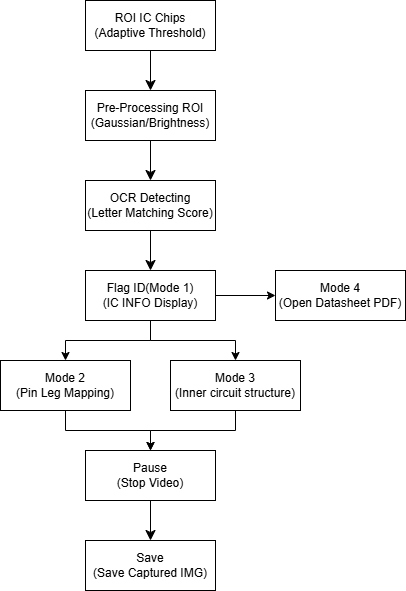 ROI IC Chips
(Adaptive Threshold)
Pre-Processing ROI
(Gaussian/Brightness)
OCR Detecting
(Letter Matching Score)
Flag ID(Mode 1)
(IC INFO Display)
Mode 4
(Open Datasheet PDF)
Mode 2
(Pin Leg Mapping)
Mode 3
(Inner circuit structure)
Pause
(Stop Video)
Save
(Save Captured IMG)